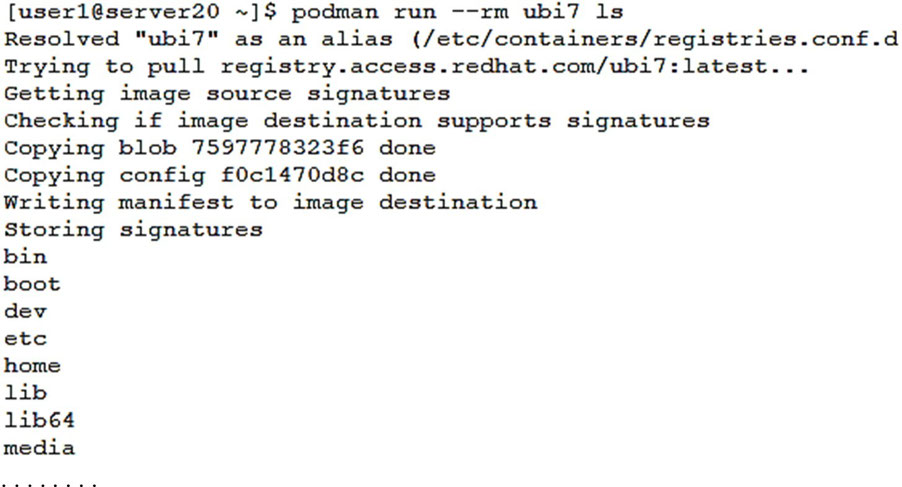 [user1@server20 ~]$ podman run --rm ubi7 ls
Resolved "ubi7" as an alias (/etc/containers/registries.conf.d
Trying to pull registry.access.redhat.com/ubi7:latest...
Getting image source signatures
Checking if image destination supports signatures
Copying blob 7597778323f6 done
Copying config f0c1470d8c done
Writing manifest to image destination
Storing signatures
bin
boot
dev
etc
home
lib
lib64
media
........